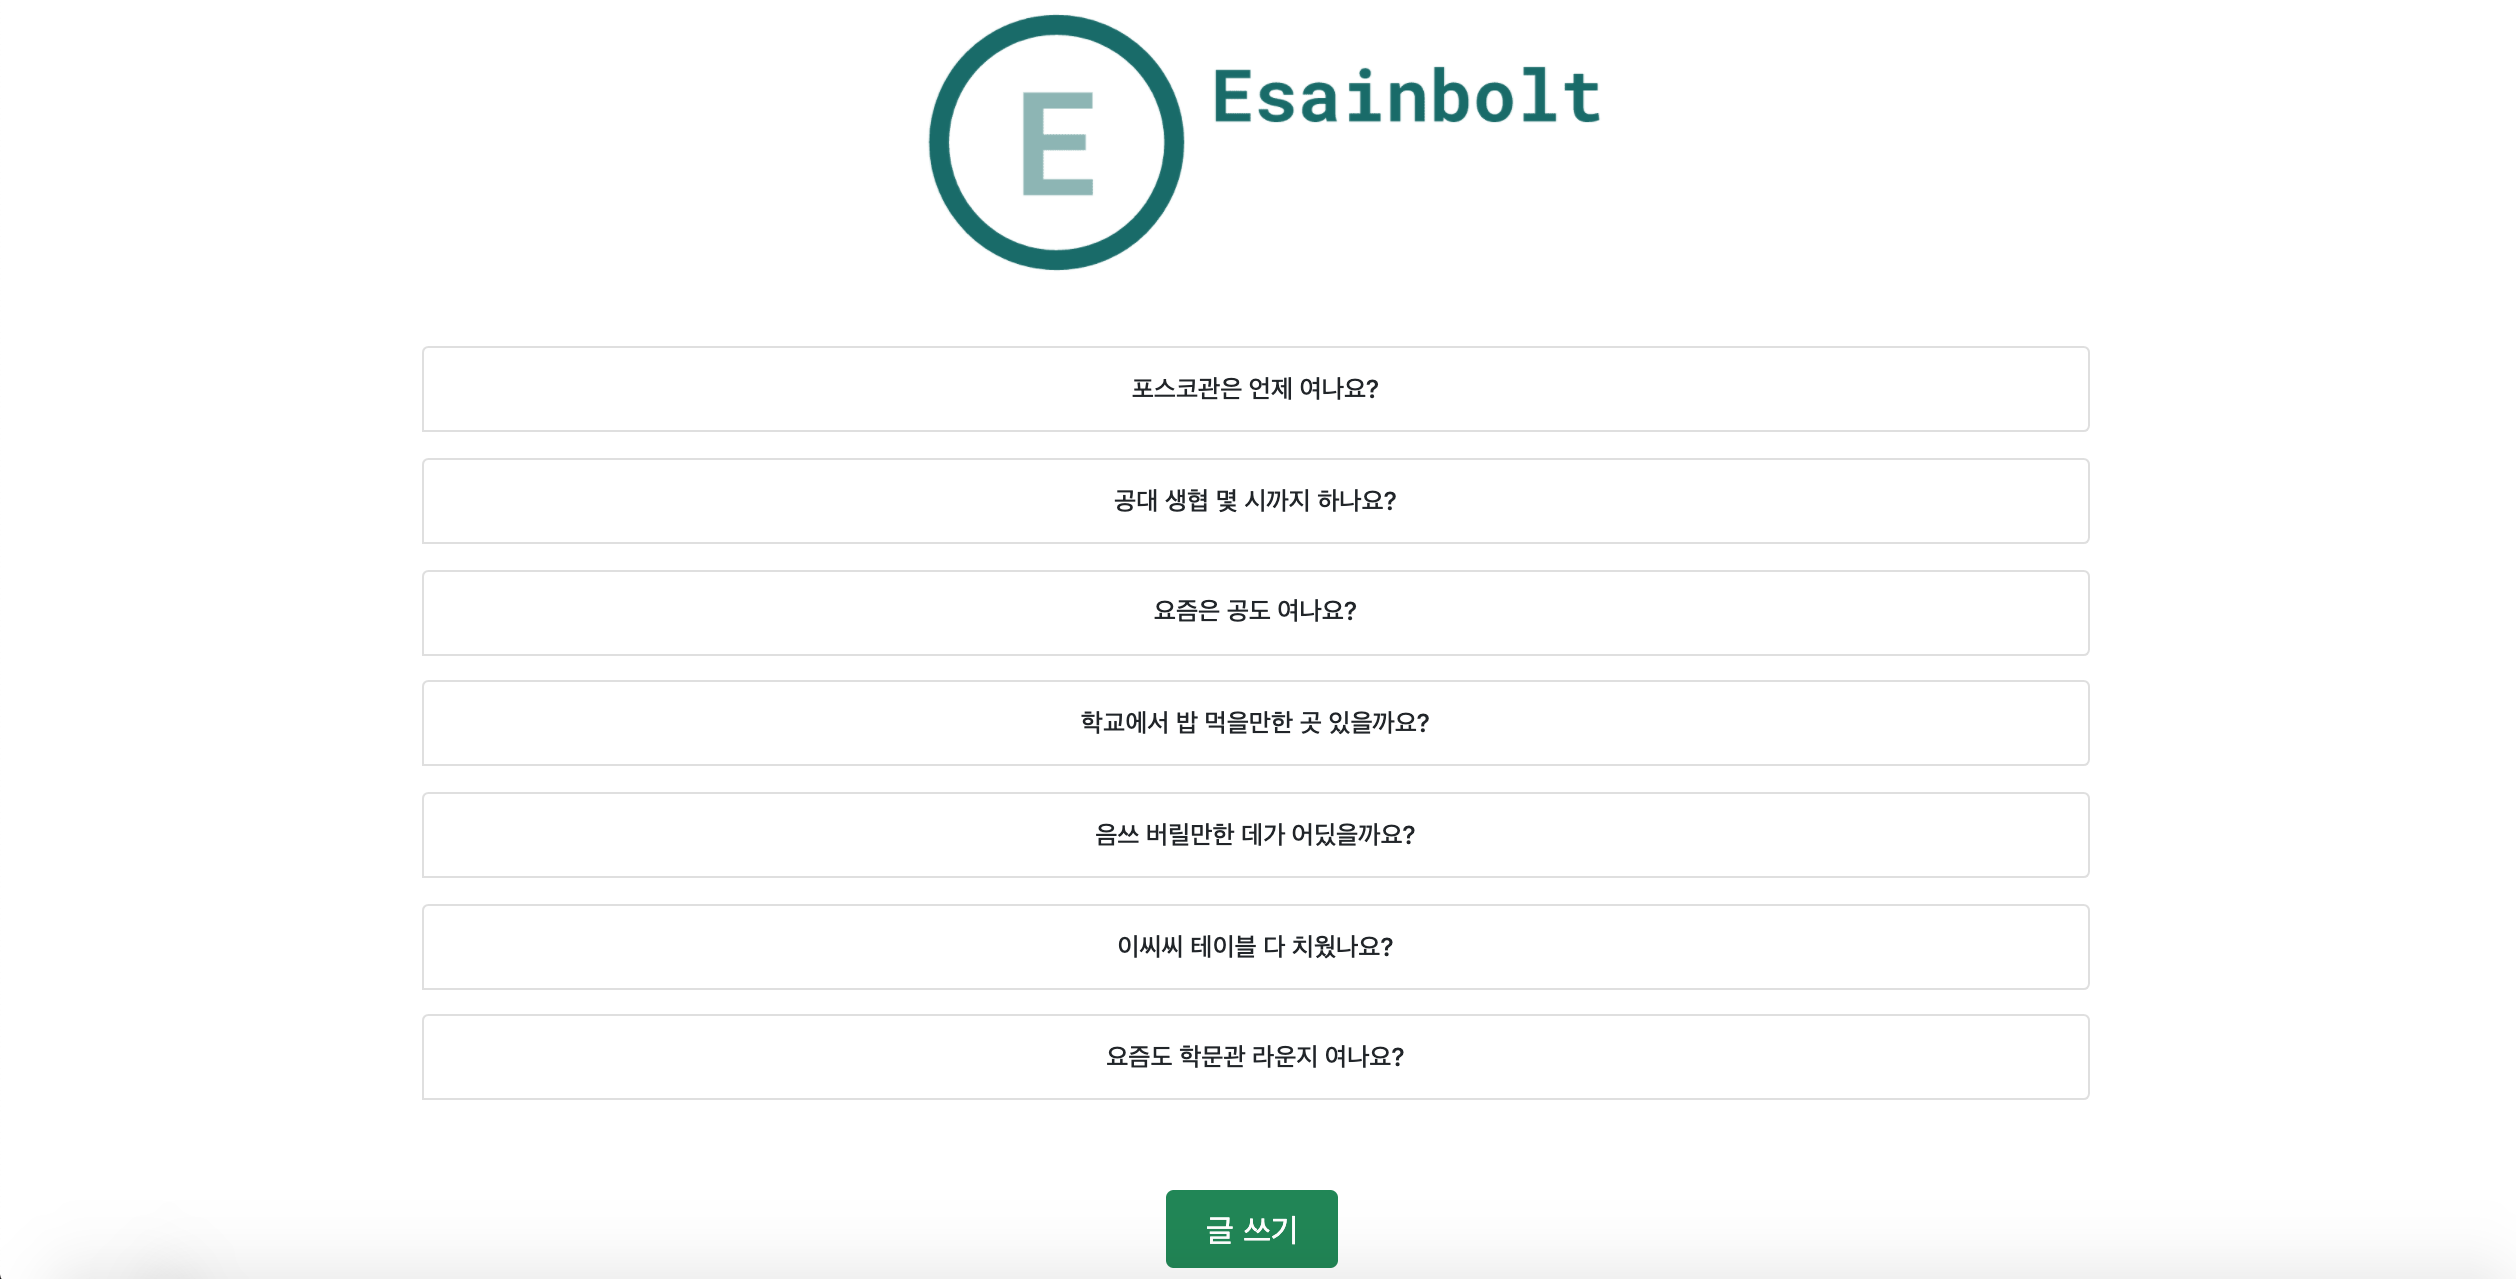 E
Esainbolt
포스코관은 언제 여나요?
공대 생협 몇 시까지 하나요?
요즘은 공도 여나요?
학교에서 밥 먹을만한 곳 있을까요?
음쓰 버릴만한 데가 어딨을까요?
이씨씨 테이블 다 치웠나요?
요즘도 학문관 라운지 여나요?
글 쓰기